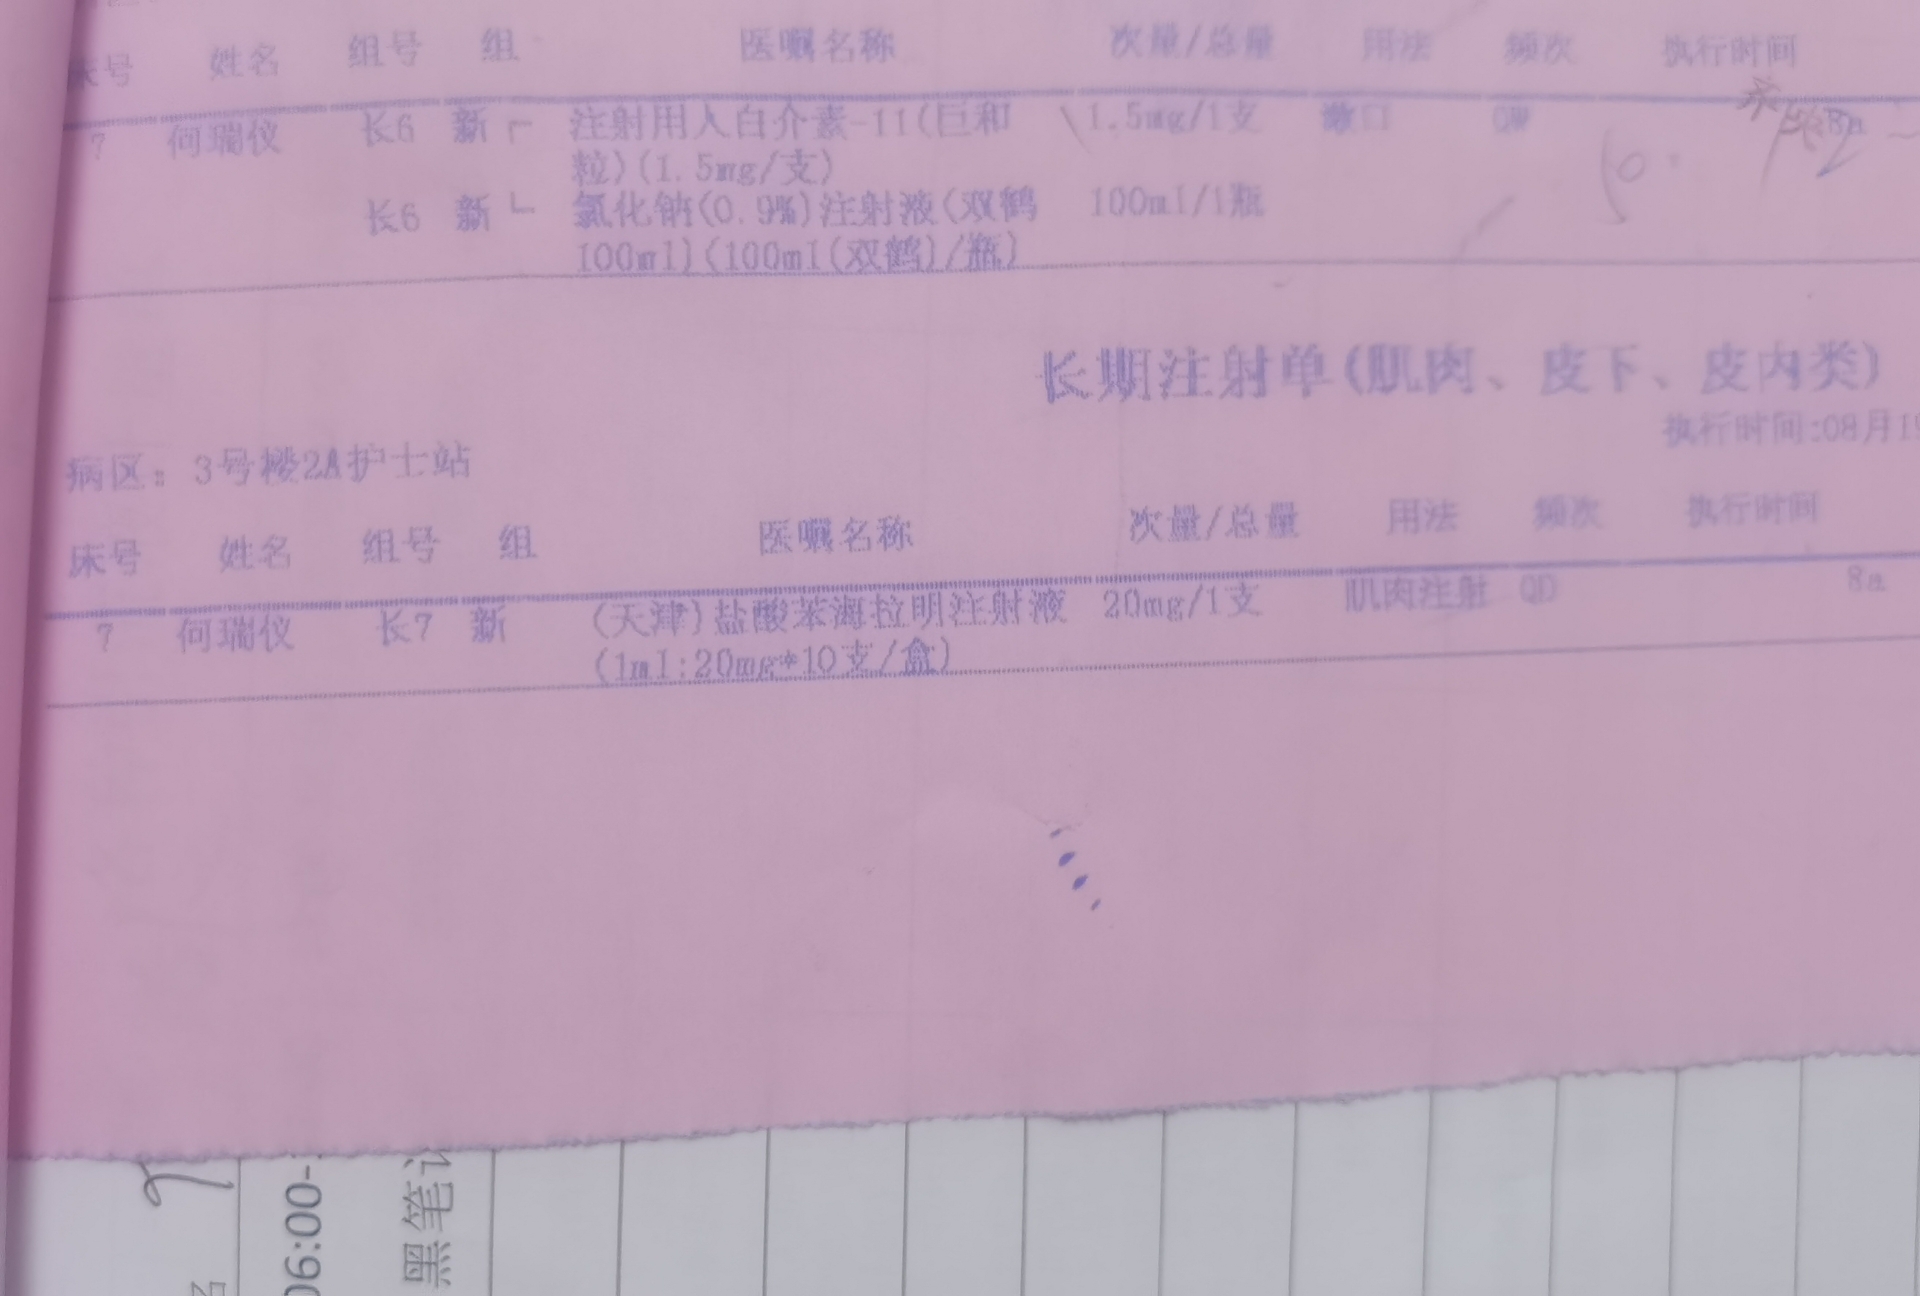 床号 姓名 组号 组 医嘱名称 次量/总量 用法 频次 执行时间
7 何瑞仪 长6 新 ┌ 注射用人白介素-11(巨和 1.5mg/1支 漱口 QW 8a
粒)(1.5mg/支)
长6 新 └ 氯化钠(0.9%)注射液(双鹤 100ml/1瓶
100ml)(100ml(双鹤)/瓶)
长期注射单(肌肉、皮下、皮内类)
执行时间:08月19
病区: 3号楼2A护士站
床号 姓名 组号 组 医嘱名称 次量/总量 用法 频次 执行时间
7 何瑞仪 长7 新 (天津)盐酸苯海拉明注射液 20mg/1支 肌肉注射 QD 8a
(1ml:20mg*10支/盒)
06:00-
黑笔记
名